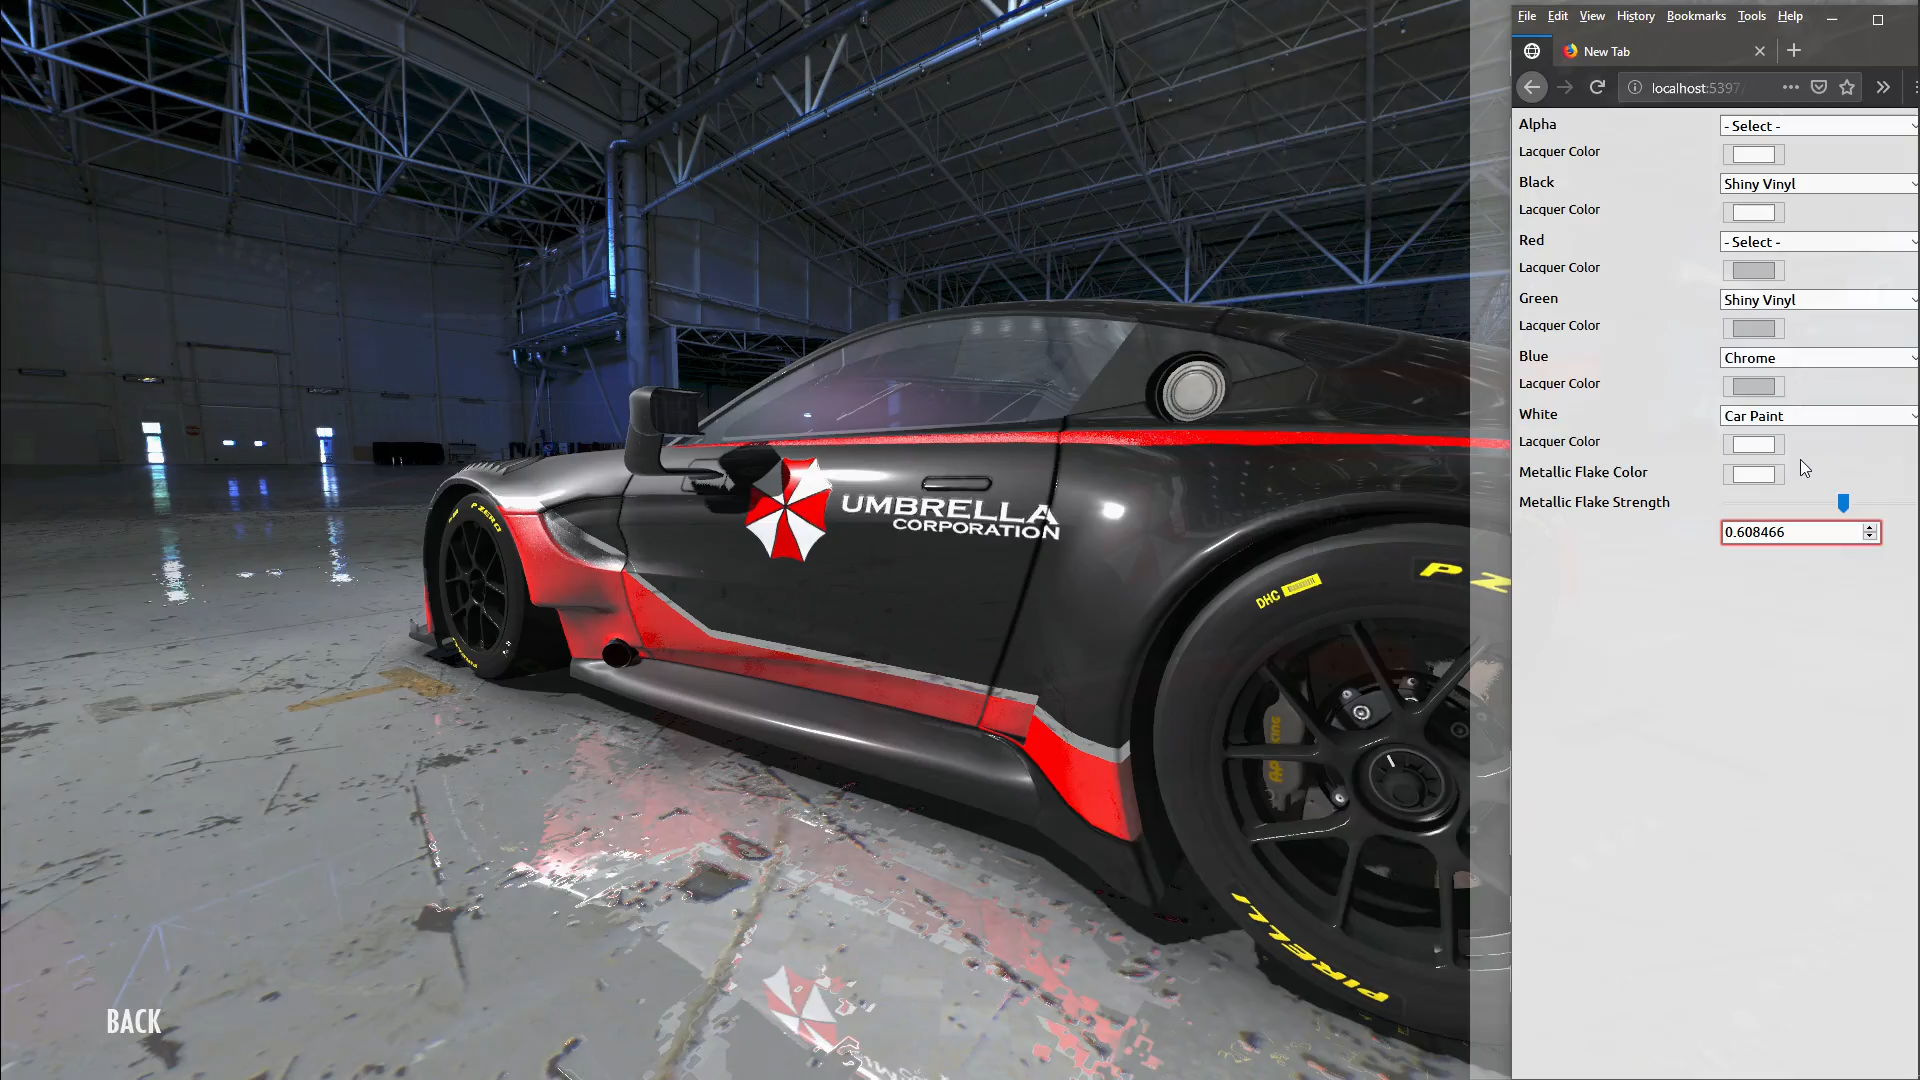 File Edit View History Bookmarks Tools Help
New Tab
localhost:5397
Alpha - Select -
Lacquer Color
Black Shiny Vinyl
Lacquer Color
Red - Select -
Lacquer Color
Green Shiny Vinyl
Lacquer Color
Blue Chrome
Lacquer Color
White Car Paint
Lacquer Color
Metallic Flake Color
Metallic Flake Strength
0.608466
UMBRELLA
CORPORATION
P ZERO
DHC
P Z
PIRELLI
BACK